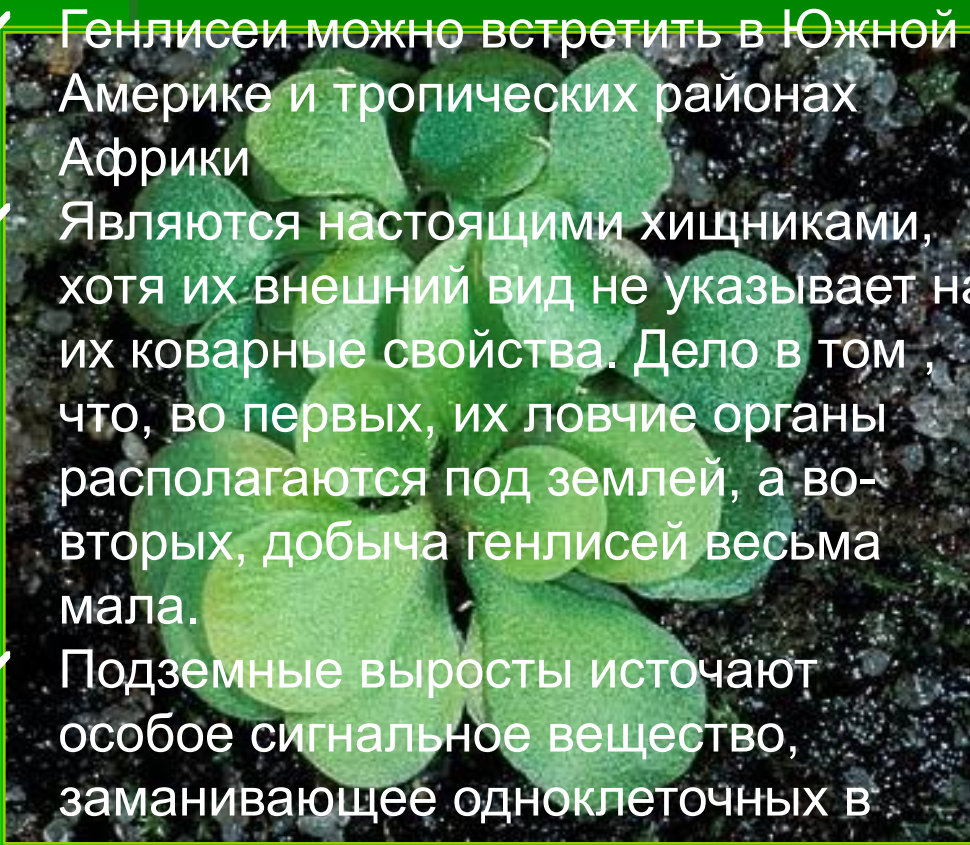 ✓ Генлисеи можно встретить в Южной
Америке и тропических районах
Африки
✓ Являются настоящими хищниками,
хотя их внешний вид не указывает на
их коварные свойства. Дело в том ,
что, во первых, их ловчие органы
располагаются под землей, а во-
вторых, добыча генлисей весьма
мала.
✓ Подземные выросты источают
особое сигнальное вещество,
заманивающее одноклеточных в